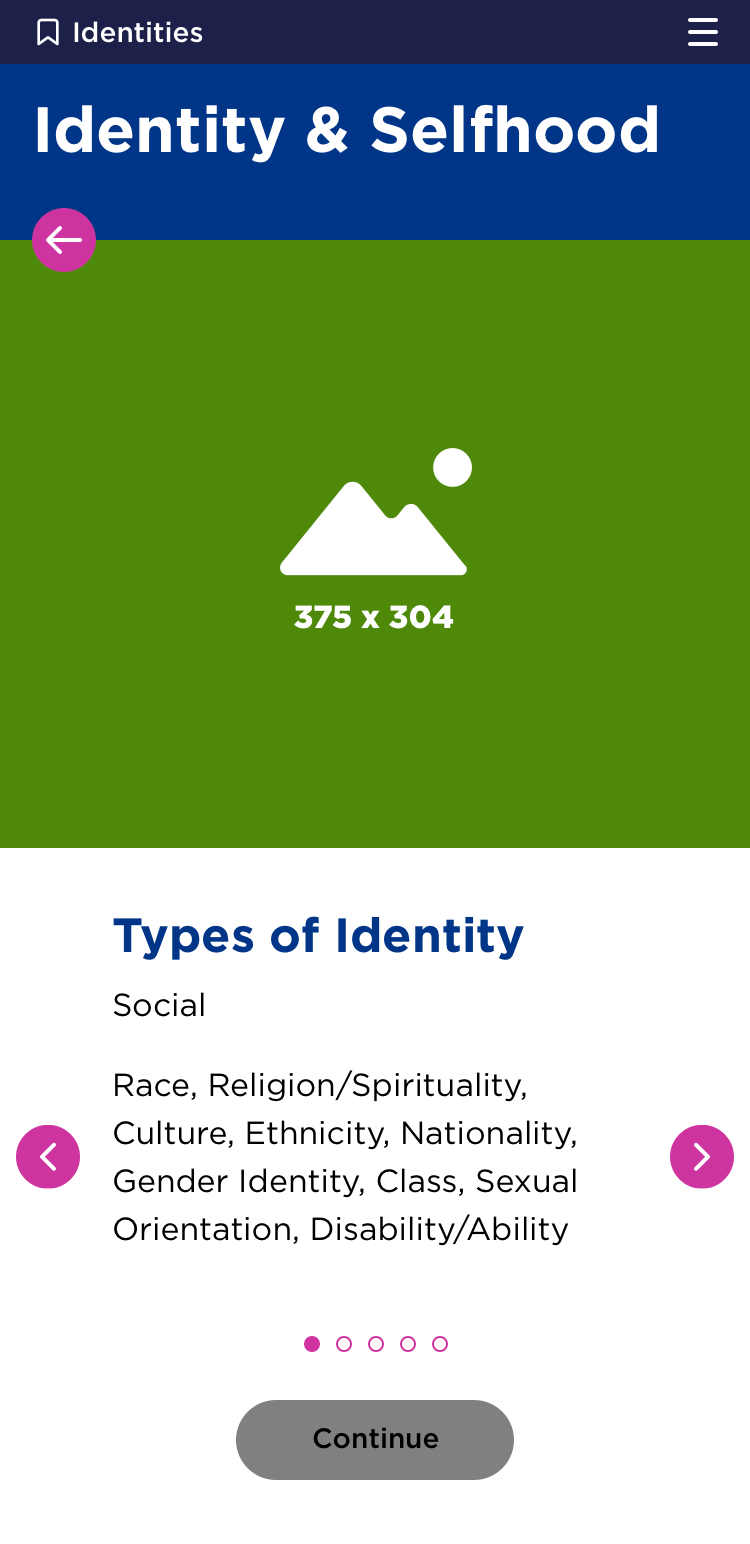 Identities
Identity & Selfhood
375 x 304
Types of Identity
Social
Race, Religion/Spirituality,
Culture, Ethnicity, Nationality,
Gender Identity, Class, Sexual
Orientation, Disability/Ability
Continue